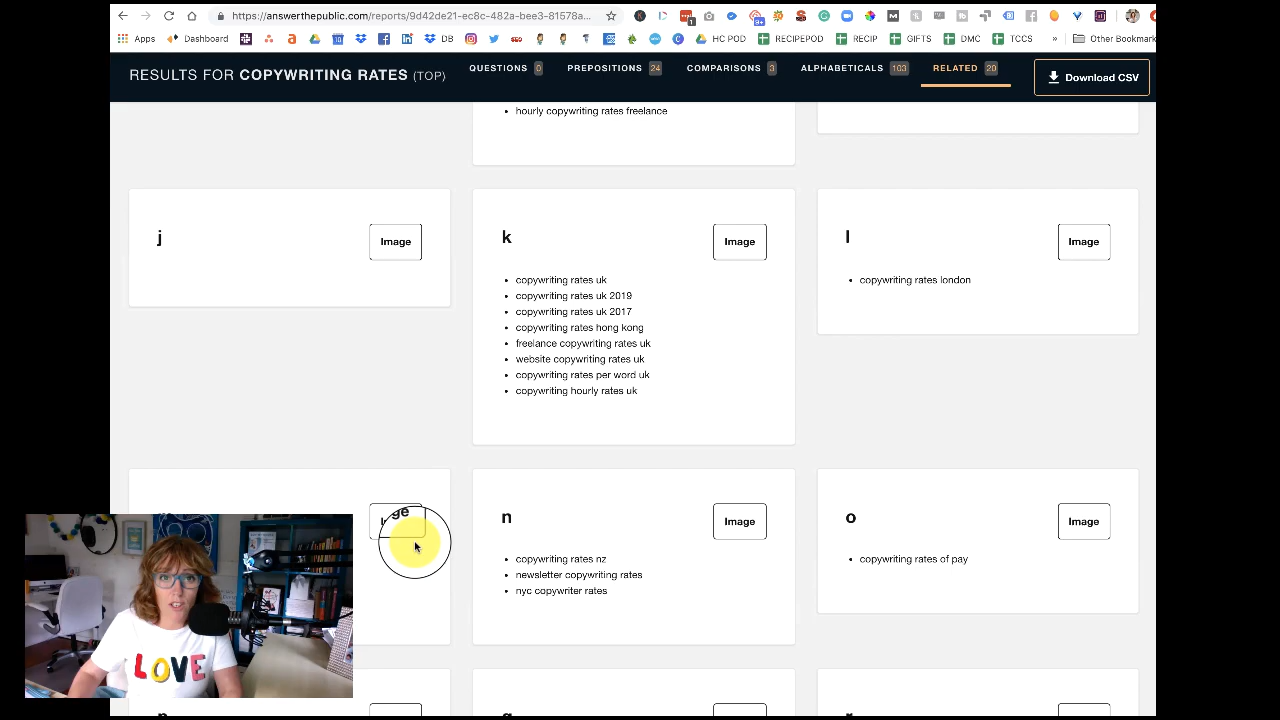 https://answerthepublic.com/reports/9d42de21-ec8c-482a-bee3-81578a...
Apps Dashboard DB HC POD RECIPEPOD RECIP GIFTS DMC TCCS » Other Bookmark
RESULTS FOR COPYWRITING RATES (TOP) QUESTIONS 0 PREPOSITIONS 24 COMPARISONS 3 ALPHABETICALS 103 RELATED 20 Download CSV
hourly copywriting rates freelance
j Image
k Image
copywriting rates uk
copywriting rates uk 2019
copywriting rates uk 2017
copywriting rates hong kong
freelance copywriting rates uk
website copywriting rates uk
copywriting rates per word uk
copywriting hourly rates uk
l Image
copywriting rates london
n Image
copywriting rates nz
newsletter copywriting rates
nyc copywriter rates
o Image
copywriting rates of pay
LOVE